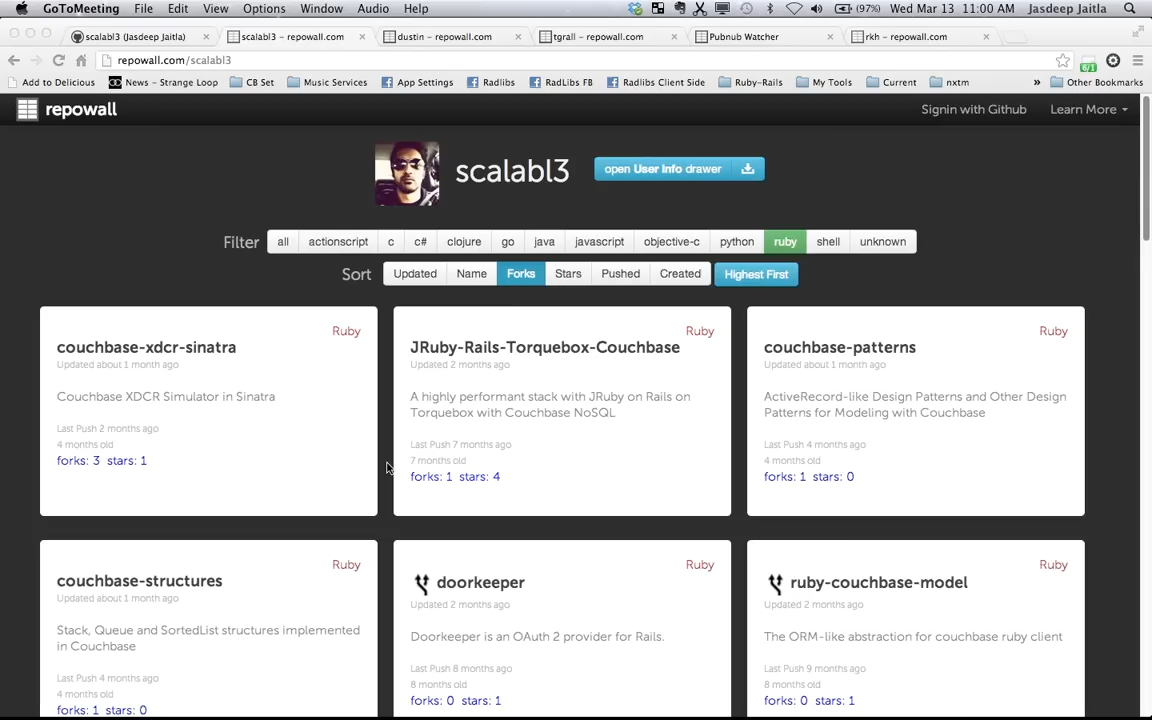 GoToMeeting File Edit View Options Window Audio Help (97%) Wed Mar 13 11:00 AM Jasdeep Jaitla
scalabl3 (Jasdeep Jaitla) × scalabl3 – repowall.com × dustin – repowall.com × tgrall – repowall.com × Pubnub Watcher × rkh – repowall.com ×
repowall.com/scalabl3 6/1
Add to Delicious News – Strange Loop CB Set Music Services App Settings Radlibs RadLibs FB Radlibs Client Side Ruby-Rails My Tools Current nxtm » Other Bookmarks
repowall Signin with Github Learn More
scalabl3 open User Info drawer
Filter all actionscript c c# clojure go java javascript objective-c python ruby shell unknown
Sort Updated Name Forks Stars Pushed Created Highest First
Ruby
couchbase-xdcr-sinatra
Updated about 1 month ago
Couchbase XDCR Simulator in Sinatra
Last Push 2 months ago
4 months old
forks: 3 stars: 1
Ruby
JRuby-Rails-Torquebox-Couchbase
Updated 2 months ago
A highly performant stack with JRuby on Rails on
Torquebox with Couchbase NoSQL
Last Push 7 months ago
7 months old
forks: 1 stars: 4
Ruby
couchbase-patterns
Updated about 1 month ago
ActiveRecord-like Design Patterns and Other Design
Patterns for Modeling with Couchbase
Last Push 4 months ago
4 months old
forks: 1 stars: 0
Ruby
couchbase-structures
Updated about 1 month ago
Stack, Queue and SortedList structures implemented
in Couchbase
Last Push 4 months ago
4 months old
forks: 1 stars: 0
Ruby
doorkeeper
Updated 2 months ago
Doorkeeper is an OAuth 2 provider for Rails.
Last Push 8 months ago
8 months old
forks: 0 stars: 1
Ruby
ruby-couchbase-model
Updated 2 months ago
The ORM-like abstraction for couchbase ruby client
Last Push 9 months ago
8 months old
forks: 0 stars: 1